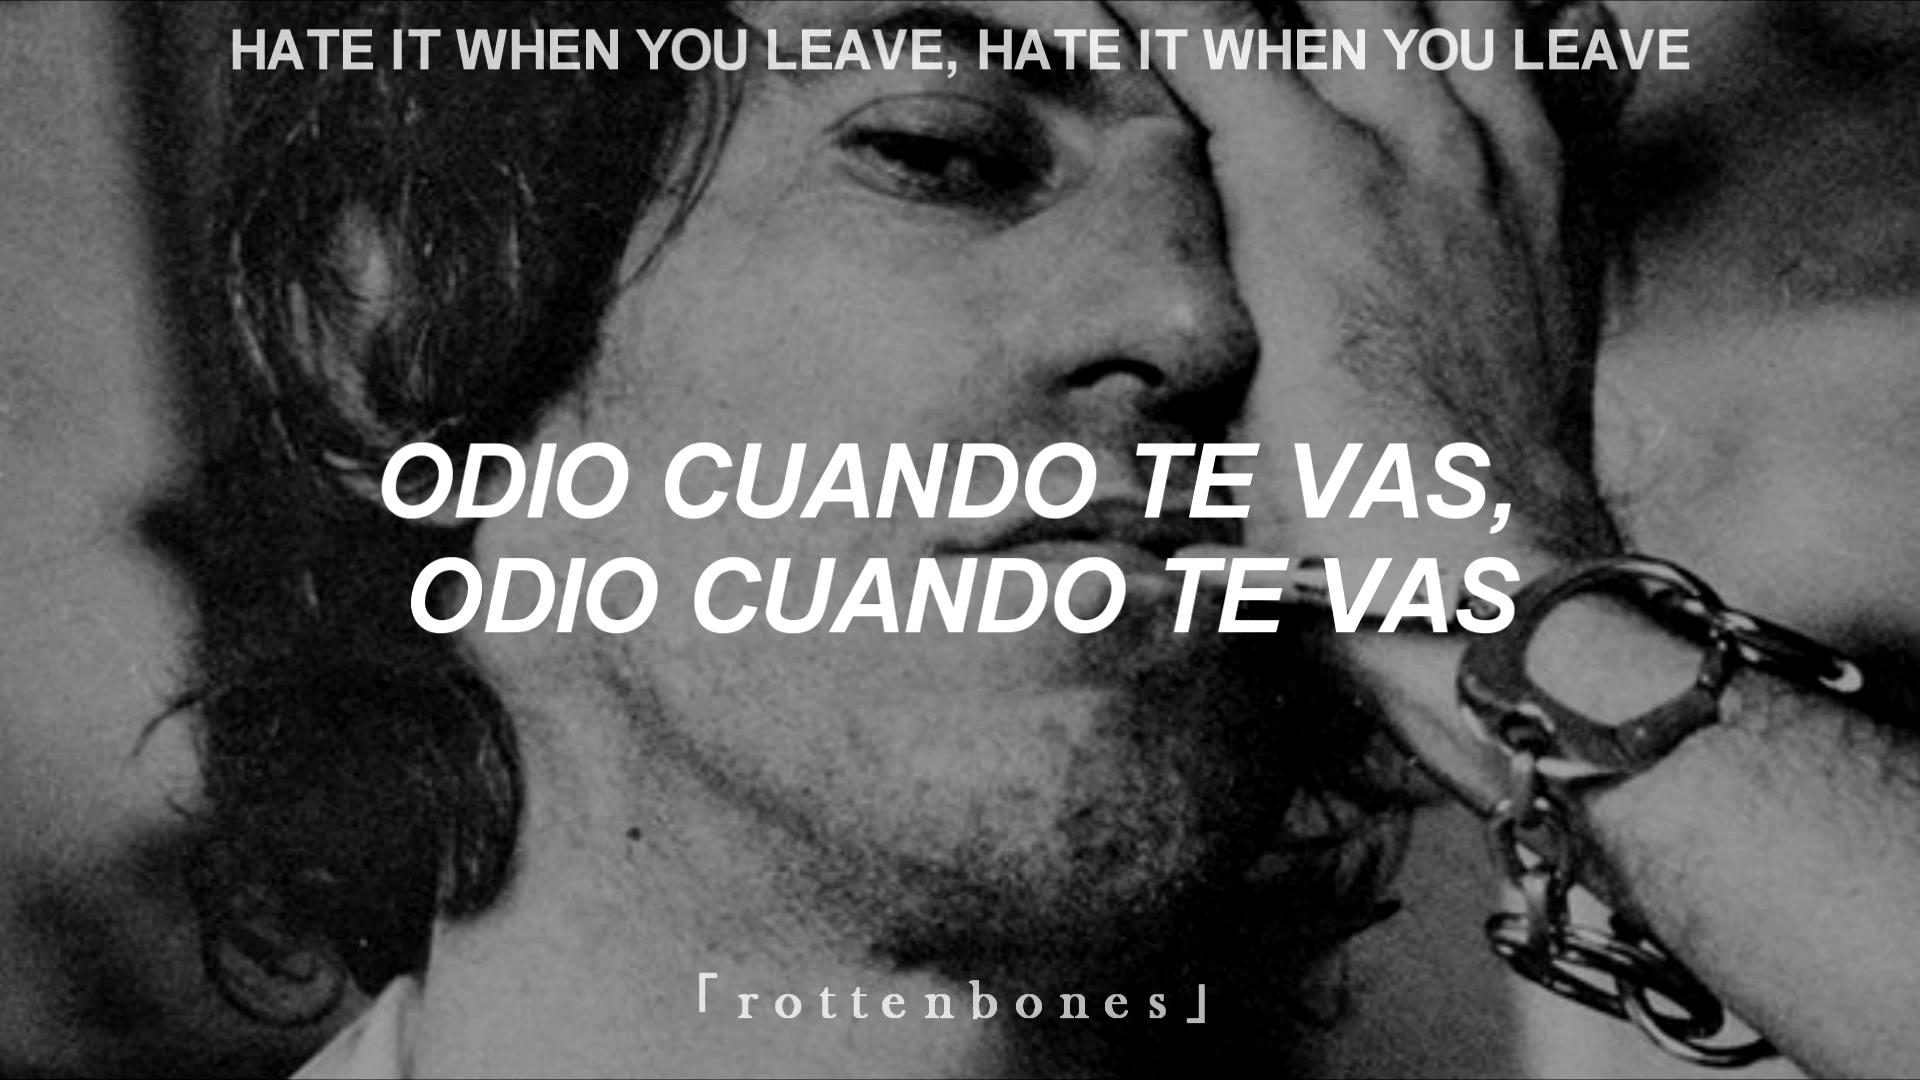 HATE IT WHEN YOU LEAVE, HATE IT WHEN YOU LEAVE
ODIO CUANDO TE VAS,
ODIO CUANDO TE VAS
「rottenbones」